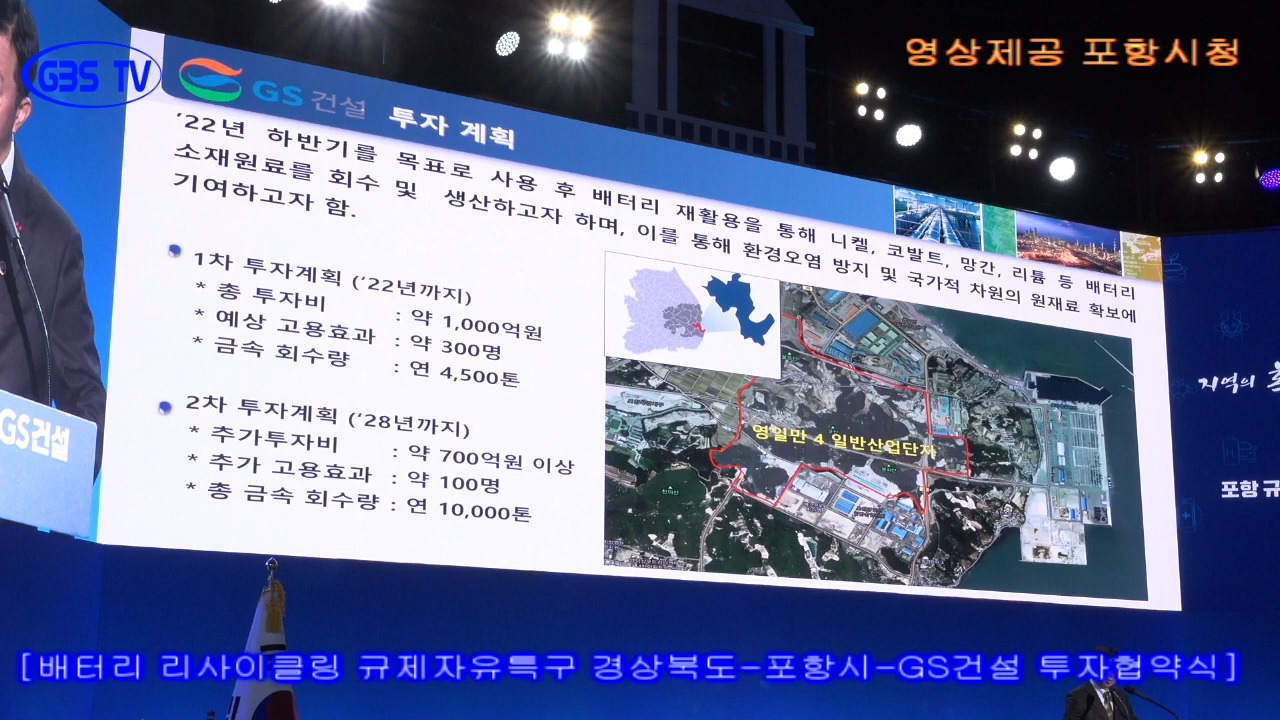 GBS TV
영상제공 포항시청
GS건설 투자 계획
'22년 하반기를 목표로 사용 후 배터리 재활용을 통해 니켈, 코발트, 망간, 리튬 등 배터리
소재원료를 회수 및 생산하고자 하며, 이를 통해 환경오염 방지 및 국가적 차원의 원재료 확보에
기여하고자 함.
1차 투자계획 ('22년까지)
* 총 투자비 : 약 1,000억원
* 예상 고용효과 : 약 300명
* 금속 회수량 : 연 4,500톤
2차 투자계획 ('28년까지)
* 추가투자비 : 약 700억원 이상
* 추가 고용효과 : 약 100명
* 총 금속 회수량 : 연 10,000톤
영일만 4 일반산업단지
천마산
GS건설
지역의
포항 규
[배터리 리사이클링 규제자유특구 경상북도-포항시-GS건설 투자협약식]